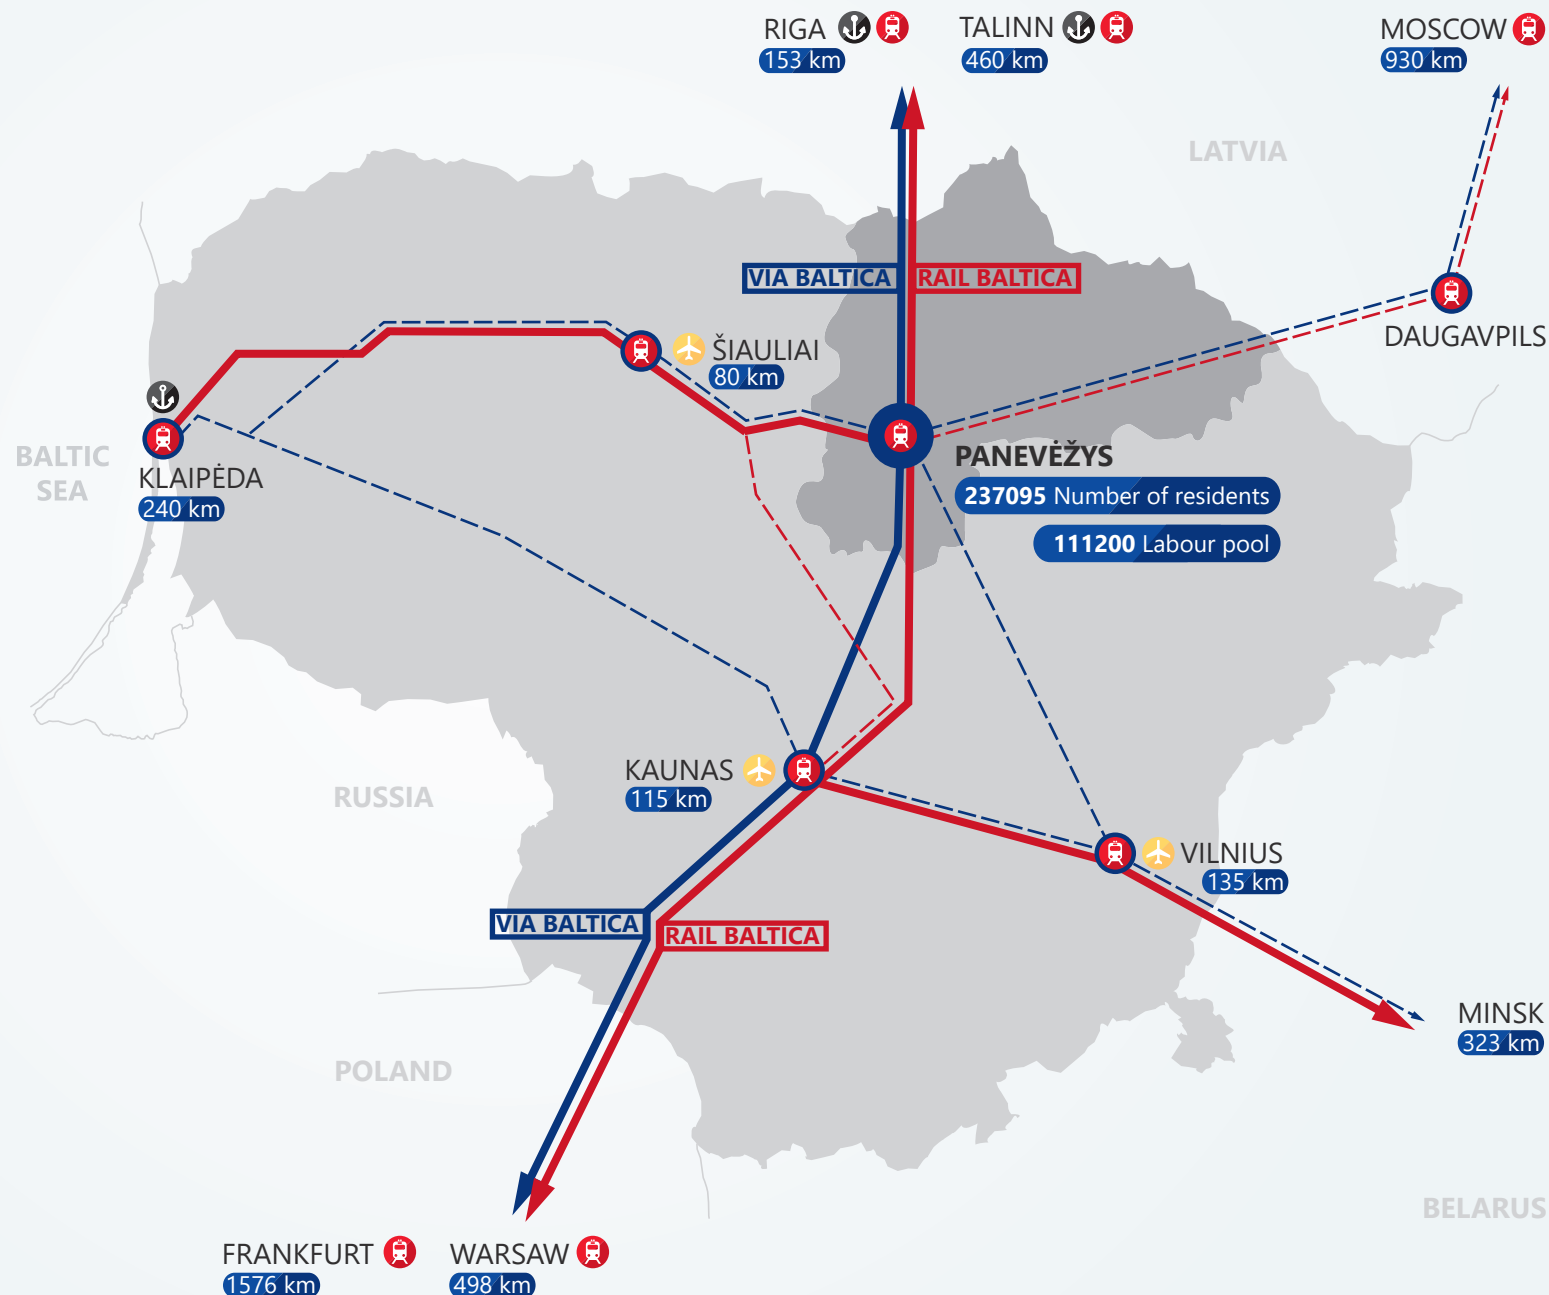 RIGA
153 km
TALINN
460 km
MOSCOW
930 km
LATVIA
VIA BALTICA
RAIL BALTICA
DAUGAVPILS
ŠIAULIAI
80 km
BALTIC
SEA
KLAIPĖDA
240 km
PANEVĖŽYS
237095 Number of residents
111200 Labour pool
KAUNAS
115 km
RUSSIA
VILNIUS
135 km
VIA BALTICA
RAIL BALTICA
MINSK
323 km
POLAND
BELARUS
FRANKFURT
1576 km
WARSAW
498 km